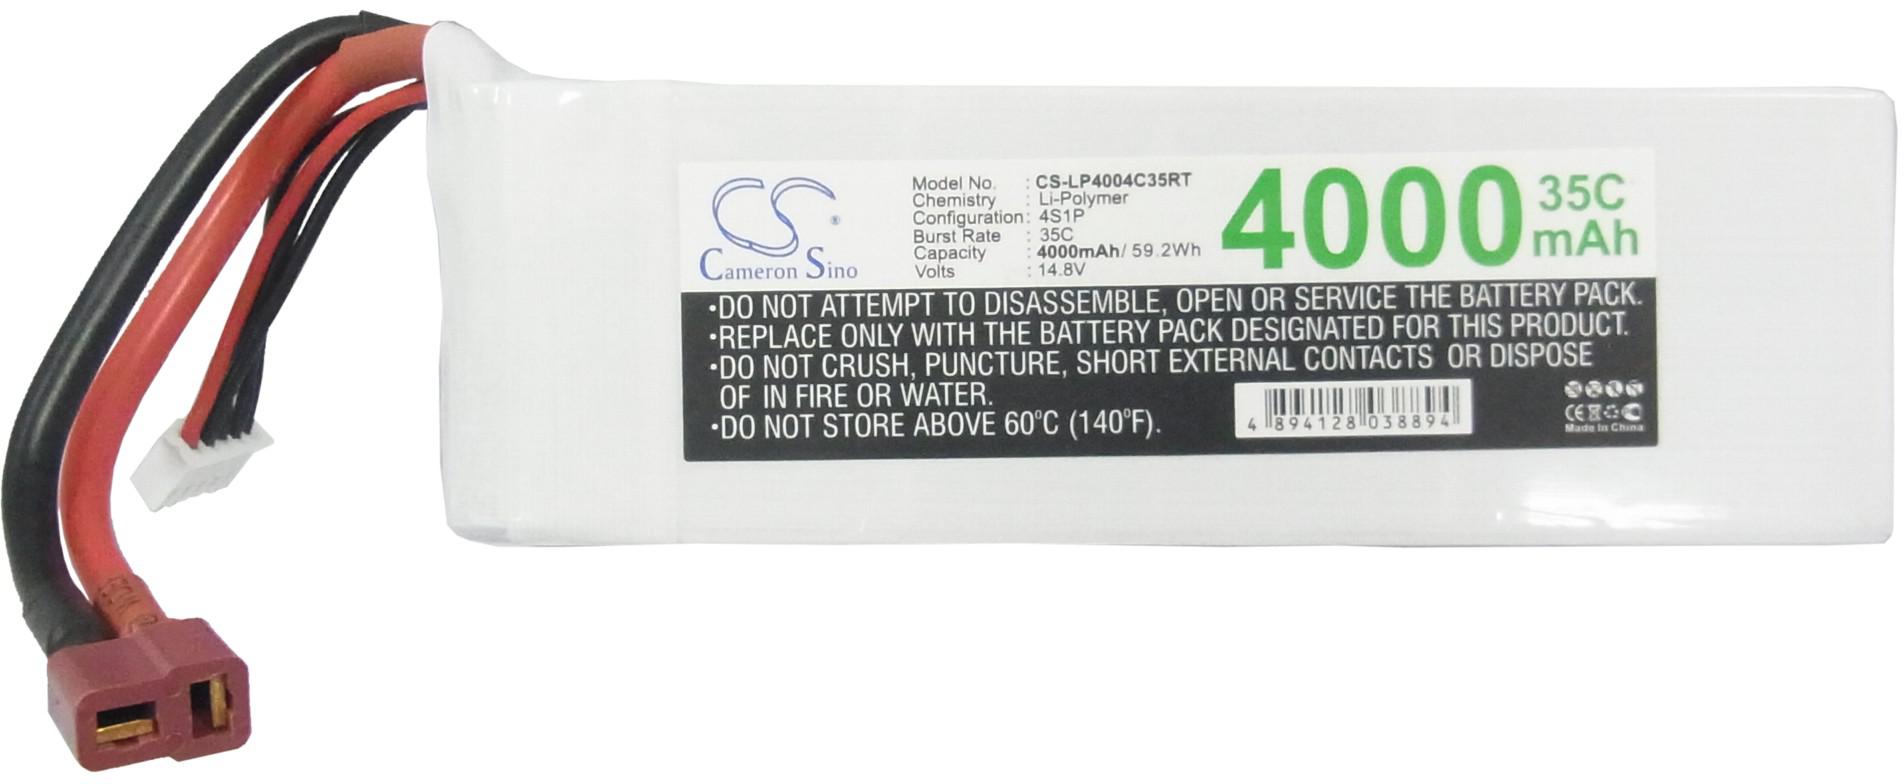 CS®
Cameron Sino
Model No. : CS-LP4004C35RT
Chemistry : Li-Polymer
Configuration: 4S1P
Burst Rate : 35C
Capacity : 4000mAh/ 59.2Wh
Volts : 14.8V
4000 35C
mAh
•DO NOT ATTEMPT TO DISASSEMBLE, OPEN OR SERVICE THE BATTERY PACK.
•REPLACE ONLY WITH THE BATTERY PACK DESIGNATED FOR THIS PRODUCT.
•DO NOT CRUSH, PUNCTURE, SHORT EXTERNAL CONTACTS OR DISPOSE
OF IN FIRE OR WATER.
•DO NOT STORE ABOVE 60°C (140°F).
4 894128 038894
CE
Made in China